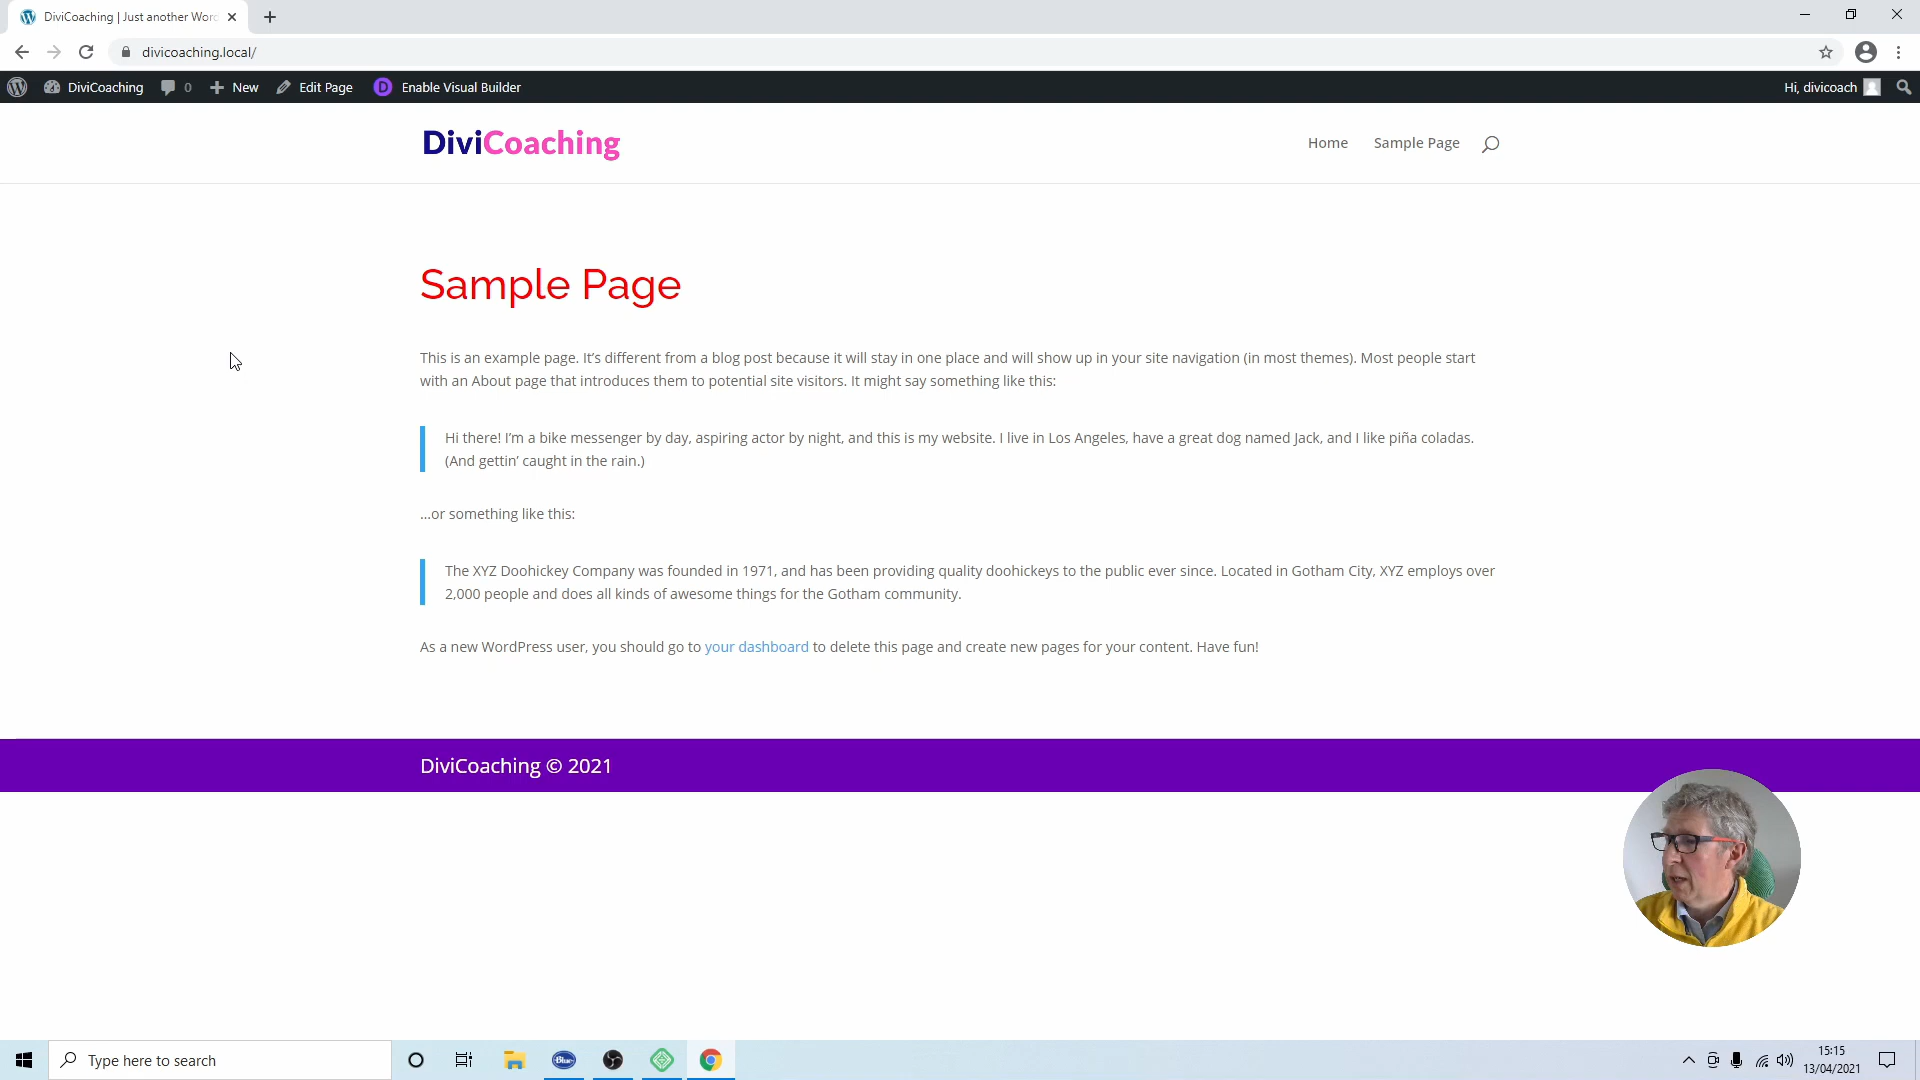 DiviCoaching | Just another Wor
divicoaching.local/
DiviCoaching 0 New Edit Page D Enable Visual Builder Hi, divicoach
DiviCoaching Home Sample Page
Sample Page
This is an example page. It’s different from a blog post because it will stay in one place and will show up in your site navigation (in most themes). Most people start
with an About page that introduces them to potential site visitors. It might say something like this:
Hi there! I’m a bike messenger by day, aspiring actor by night, and this is my website. I live in Los Angeles, have a great dog named Jack, and I like piña coladas.
(And gettin’ caught in the rain.)
…or something like this:
The XYZ Doohickey Company was founded in 1971, and has been providing quality doohickeys to the public ever since. Located in Gotham City, XYZ employs over
2,000 people and does all kinds of awesome things for the Gotham community.
As a new WordPress user, you should go to your dashboard to delete this page and create new pages for your content. Have fun!
DiviCoaching © 2021
Type here to search Blue 15:15
13/04/2021